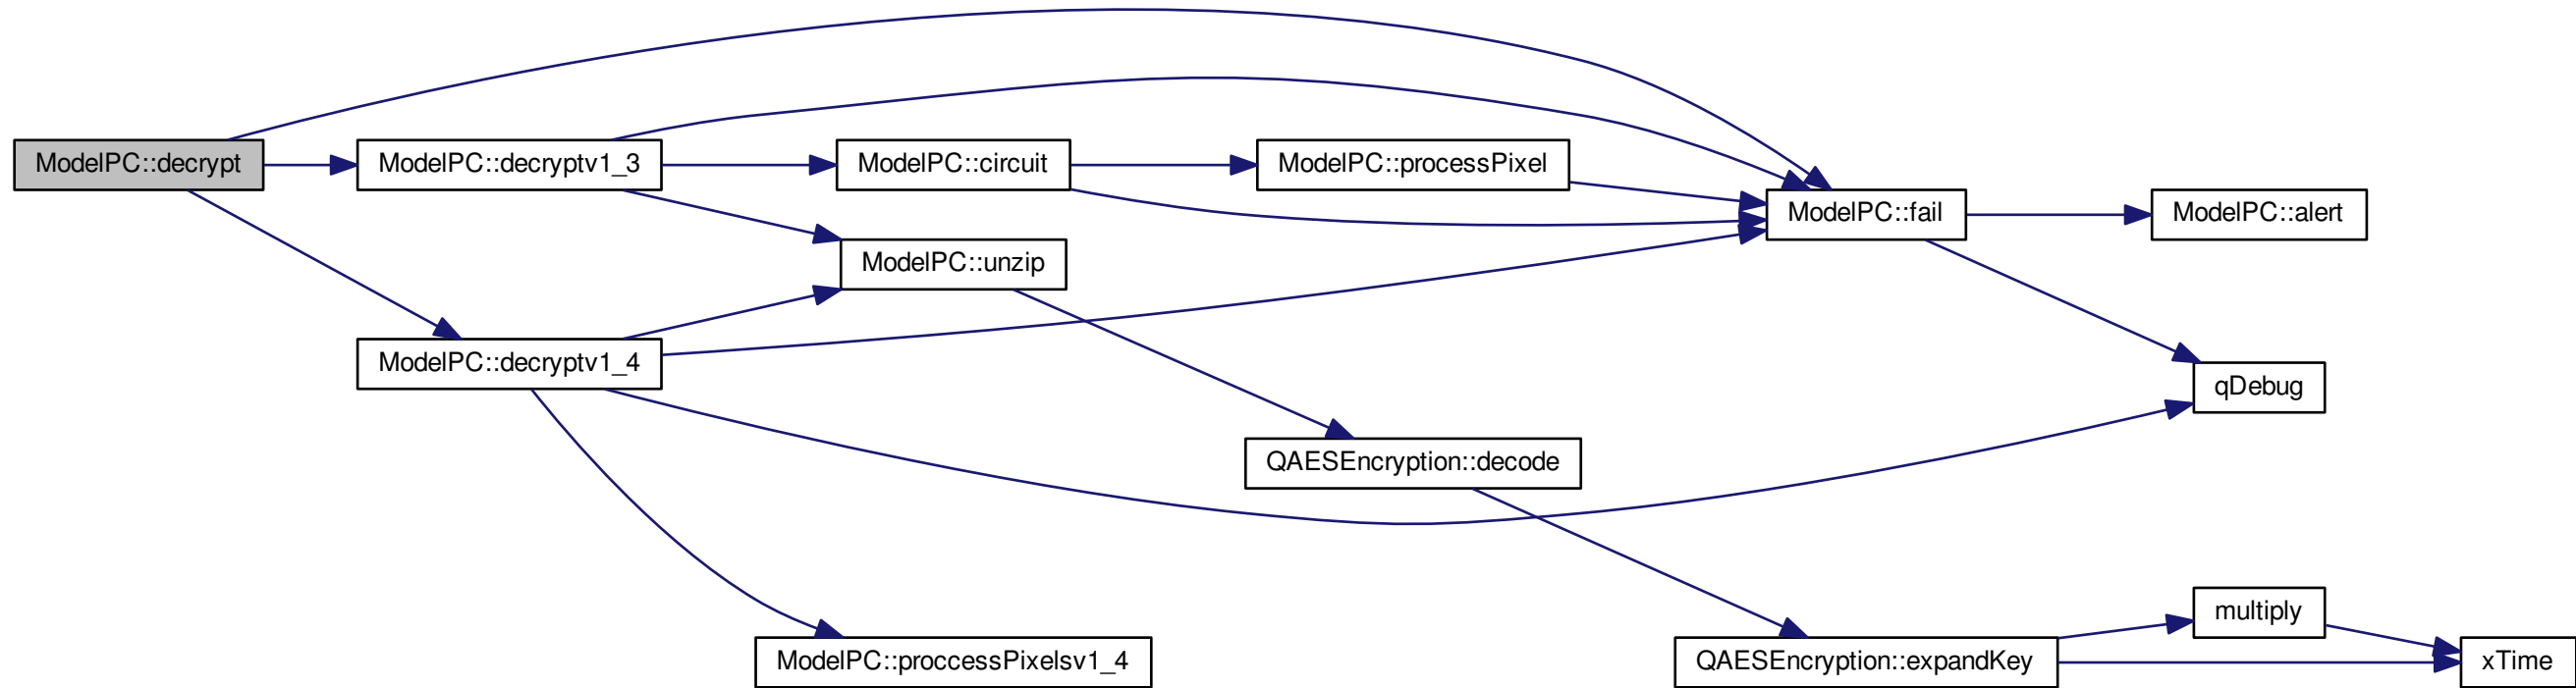 ModelPC::decrypt
ModelPC::decryptv1_3
ModelPC::circuit
ModelPC::processPixel
ModelPC::fail
ModelPC::alert
ModelPC::unzip
ModelPC::decryptv1_4
qDebug
QAESEncryption::decode
multiply
ModelPC::proccessPixelsv1_4
QAESEncryption::expandKey
xTime